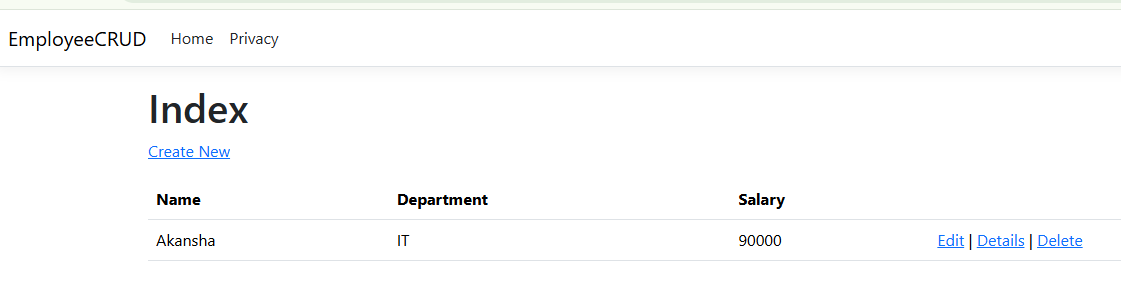 EmployeeCRUD Home Privacy
Index
Create New
Name Department Salary
Akansha IT 90000 Edit | Details | Delete